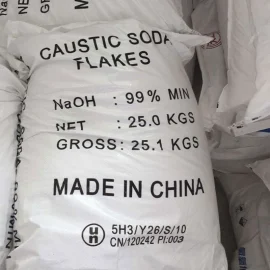 CAUSTIC SODA
FLAKES
NaOH : 99% MIN
NET : 25.0 KGS
GROSS: 25.1 KGS
MADE IN CHINA
un 5H3/Y26/S/10
CN/120242 PI:003